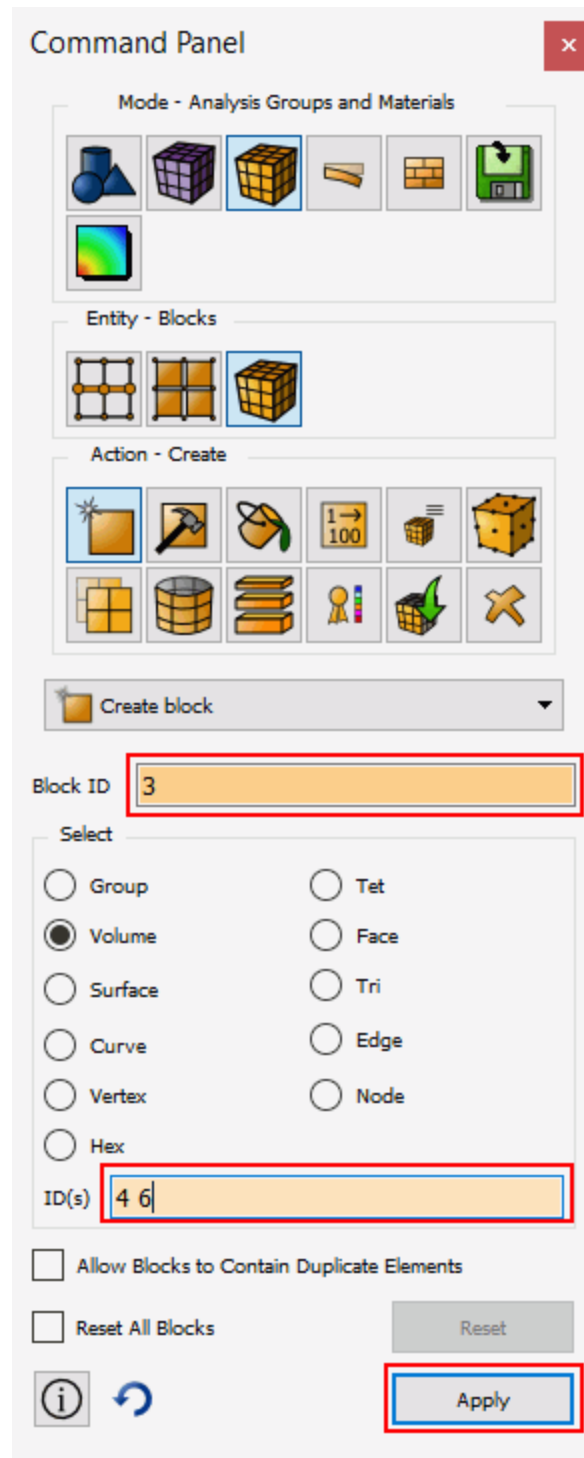 Command Panel
Mode - Analysis Groups and Materials
Entity - Blocks
Action - Create
1→
100
Create block
Block ID 3
Select
Group Tet
Volume Face
Surface Tri
Curve Edge
Vertex Node
Hex
ID(s) 4 6
Allow Blocks to Contain Duplicate Elements
Reset All Blocks Reset
Apply